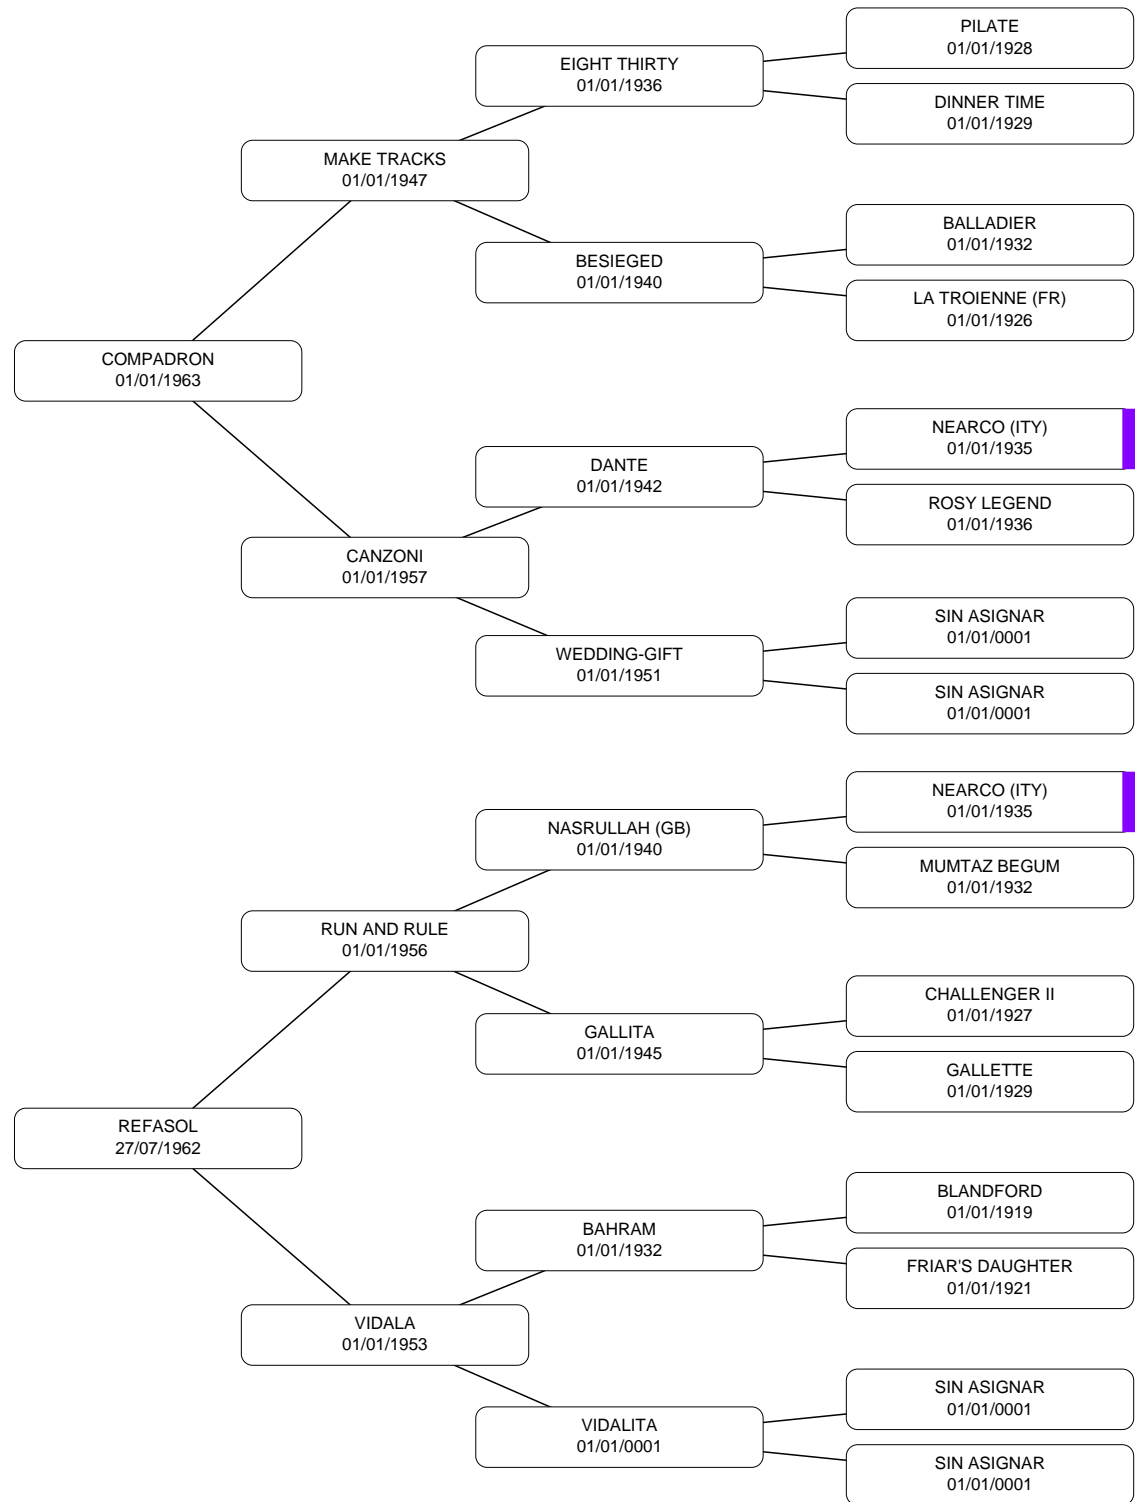 PILATE
01/01/1928
EIGHT THIRTY
01/01/1936
DINNER TIME
01/01/1929
MAKE TRACKS
01/01/1947
BALLADIER
01/01/1932
BESIEGED
01/01/1940
LA TROIENNE (FR)
01/01/1926
COMPADRON
01/01/1963
NEARCO (ITY)
01/01/1935
DANTE
01/01/1942
ROSY LEGEND
01/01/1936
CANZONI
01/01/1957
SIN ASIGNAR
01/01/0001
WEDDING-GIFT
01/01/1951
SIN ASIGNAR
01/01/0001
NEARCO (ITY)
01/01/1935
NASRULLAH (GB)
01/01/1940
MUMTAZ BEGUM
01/01/1932
RUN AND RULE
01/01/1956
CHALLENGER II
01/01/1927
GALLITA
01/01/1945
GALLETTE
01/01/1929
REFASOL
27/07/1962
BLANDFORD
01/01/1919
BAHRAM
01/01/1932
FRIAR'S DAUGHTER
01/01/1921
VIDALA
01/01/1953
SIN ASIGNAR
01/01/0001
VIDALITA
01/01/0001
SIN ASIGNAR
01/01/0001